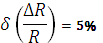 δ (ΔR/R) = 5%